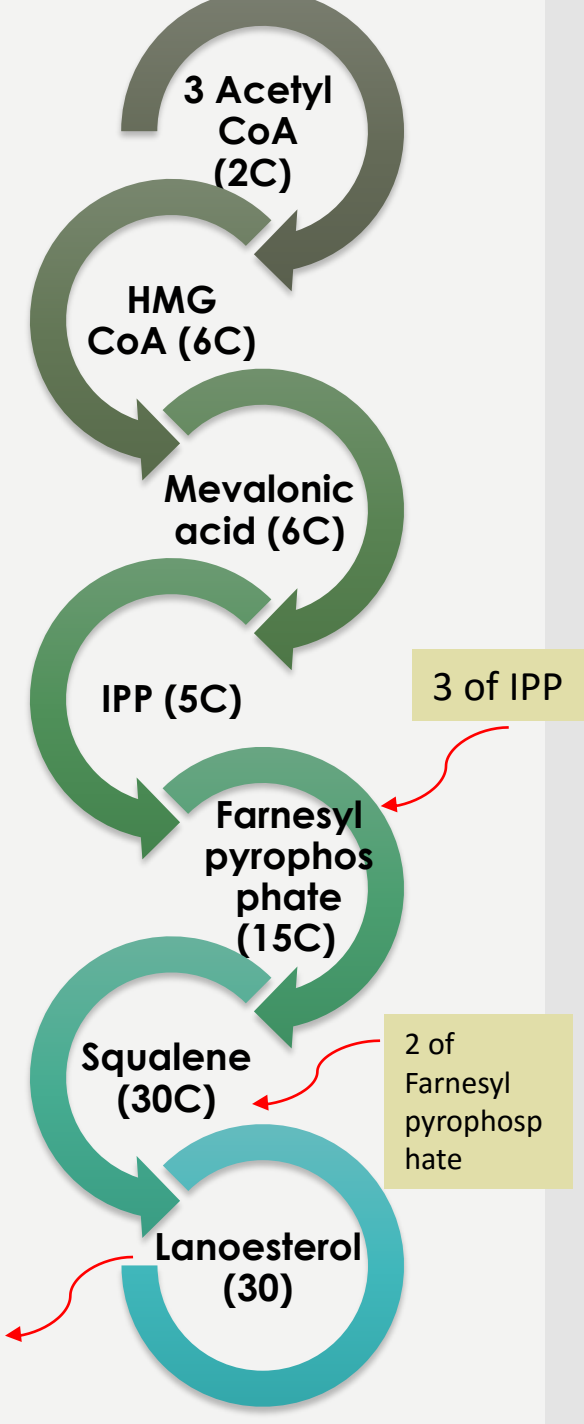 3 Acetyl
CoA
(2C)
HMG
CoA (6C)
Mevalonic
acid (6C)
IPP (5C)
3 of IPP
Farnesyl
pyrophos
phate
(15C)
Squalene
(30C)
2 of
Farnesyl
pyrophosp
hate
Lanoesterol
(30)